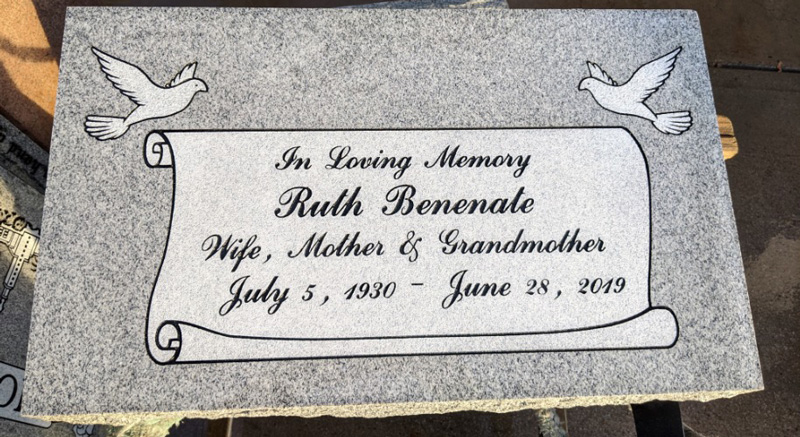 In Loving Memory
Ruth Benenate
Wife, Mother & Grandmother
July 5, 1930 - June 28, 2019